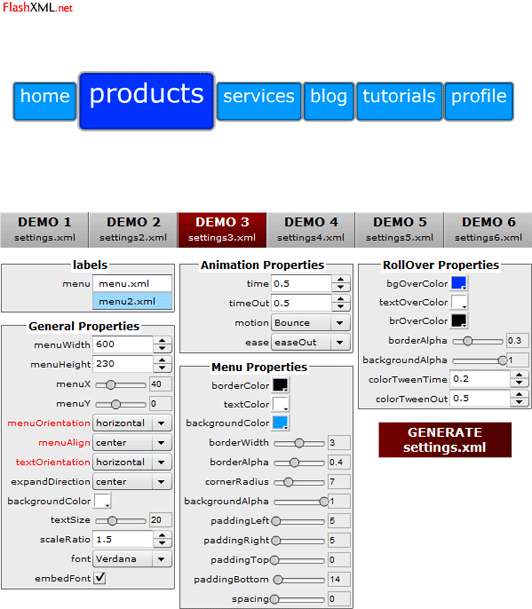 FlashXML.net
home products services blog tutorials profile
DEMO 1 DEMO 2 DEMO 3 DEMO 4 DEMO 5 DEMO 6
settings.xml settings2.xml settings3.xml settings4.xml settings5.xml settings6.xml
labels
menu menu.xml
menu2.xml
General Properties
menuWidth 600
menuHeight 230
menuX 40
menuY 0
menuOrientation horizontal
menuAlign center
textOrientation horizontal
expandDirection center
backgroundColor
textSize 20
scaleRatio 1.5
font Verdana
embedFont
Animation Properties
time 0.5
timeOut 0.5
motion Bounce
ease easeOut
Menu Properties
borderColor
textColor
backgroundColor
borderWidth 3
borderAlpha 0.4
cornerRadius 7
backgroundAlpha 1
paddingLeft 5
paddingRight 5
paddingTop 0
paddingBottom 14
spacing 0
RollOver Properties
bgOverColor
textOverColor
brOverColor
borderAlpha 0.3
backgroundAlpha 1
colorTweenTime 0.2
colorTweenOut 0.5
GENERATE
settings.xml